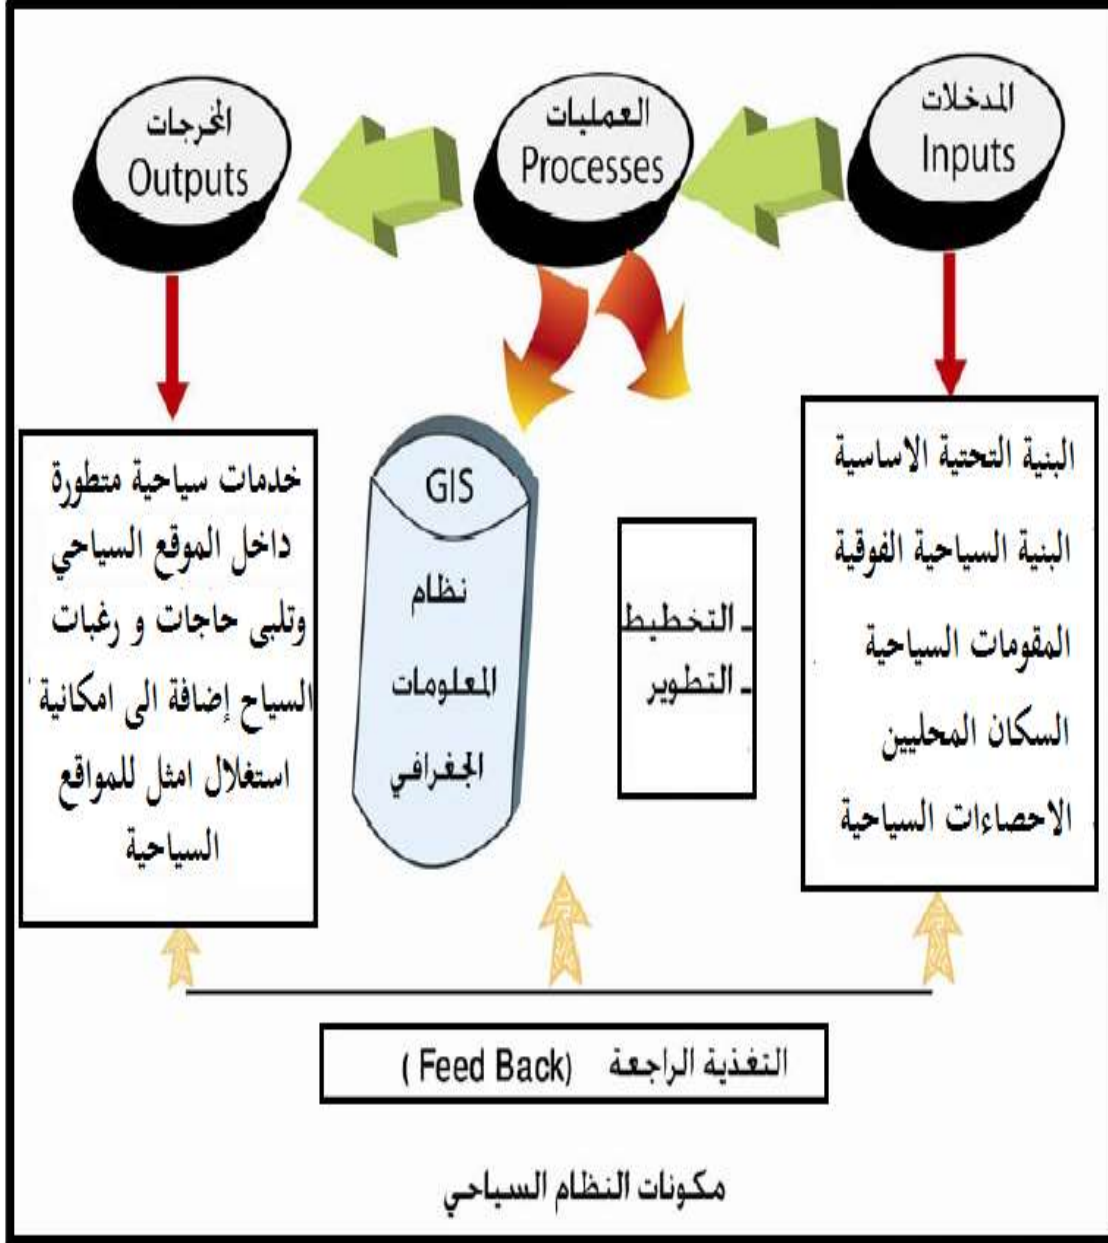 المدخلات
Inputs
العمليات
Processes
المخرجات
Outputs
البنية التحتية الاساسية
البنية السياحية الفوقية
المقومات السياحية
السكان المحليين
الاحصاءات السياحية
ـ التخطيط
ـ التطوير
GIS
نظام
المعلومات
الجغرافي
خدمات سياحية متطورة
داخل الموقع السياحي
وتلبى حاجات و رغبات
السياح إضافة الى امكانية
استغلال امثل للمواقع
السياحية
التغذية الراجعة (Feed Back )
مكونات النظام السياحي